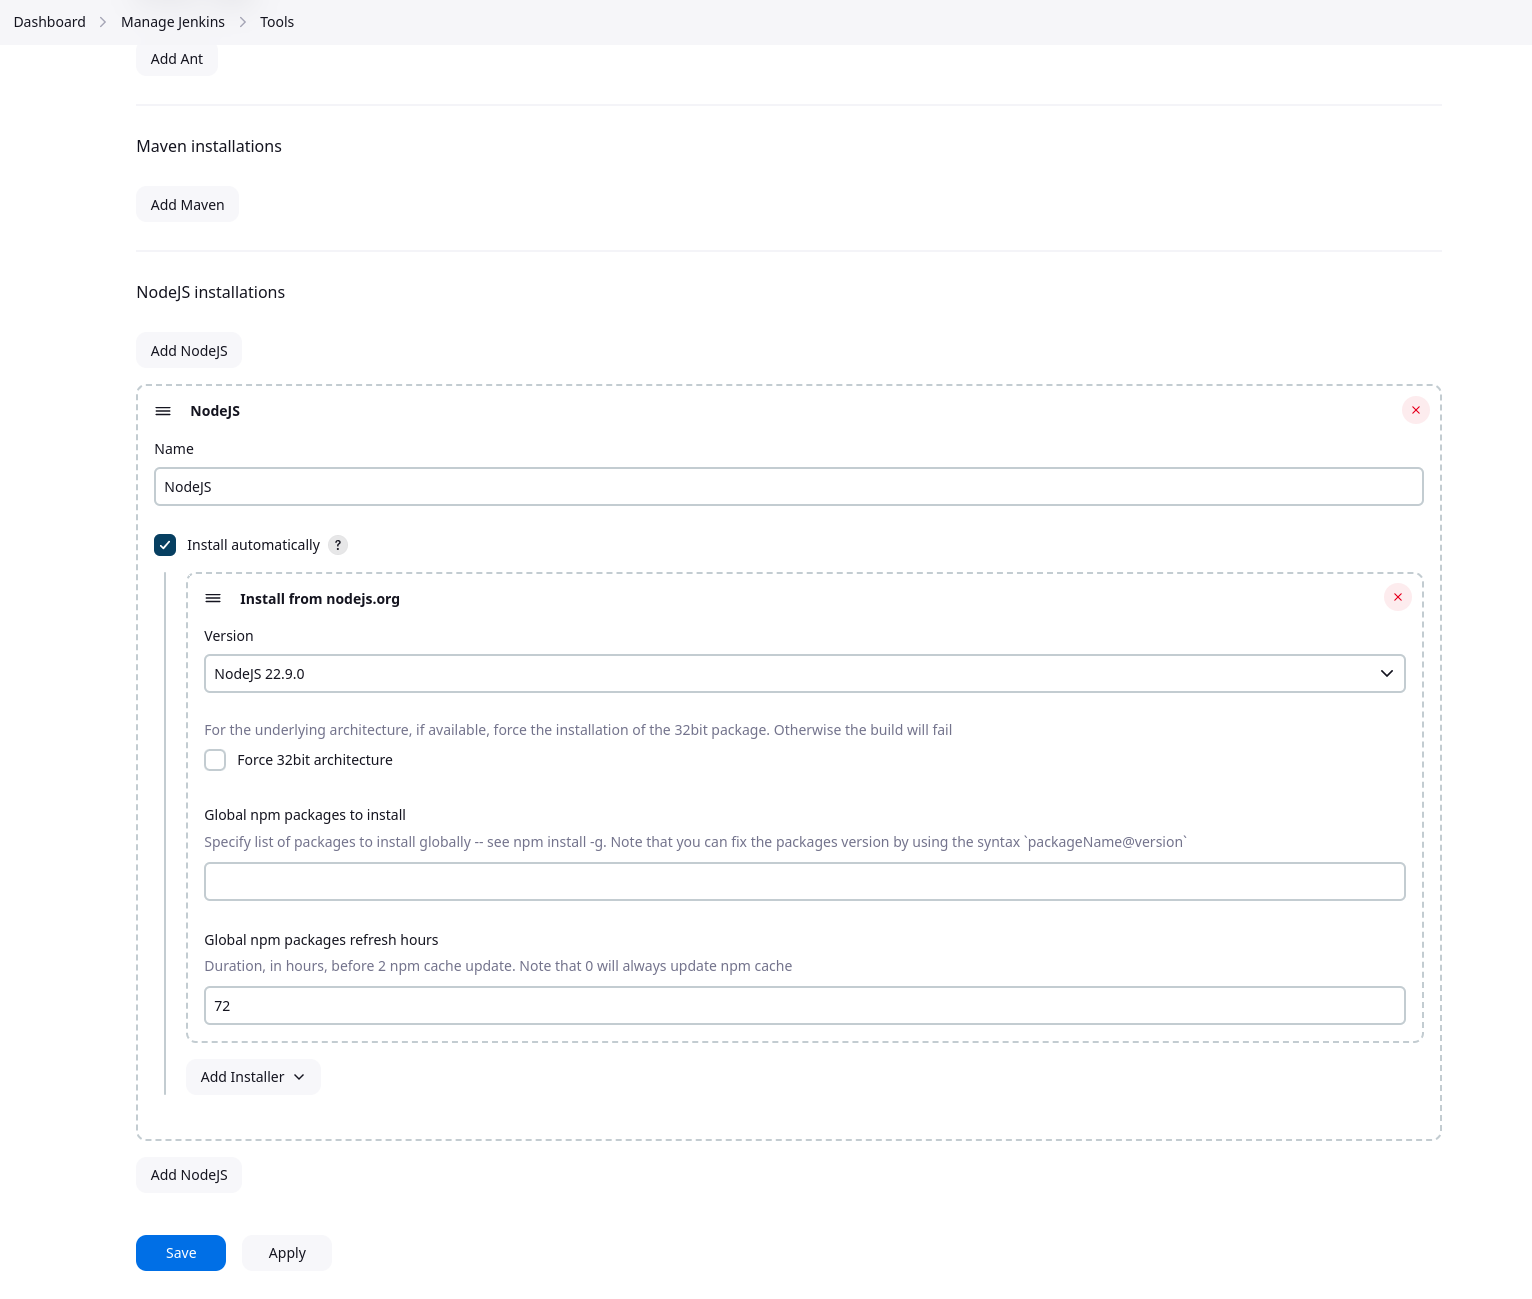 Dashboard > Manage Jenkins > Tools
Add Ant
Maven installations
Add Maven
NodeJS installations
Add NodeJS
NodeJS
Name
NodeJS
Install automatically ?
Install from nodejs.org
Version
NodeJS 22.9.0
For the underlying architecture, if available, force the installation of the 32bit package. Otherwise the build will fail
Force 32bit architecture
Global npm packages to install
Specify list of packages to install globally -- see npm install -g. Note that you can fix the packages version by using the syntax `packageName@version`
Global npm packages refresh hours
Duration, in hours, before 2 npm cache update. Note that 0 will always update npm cache
72
Add Installer
Add NodeJS
Save Apply